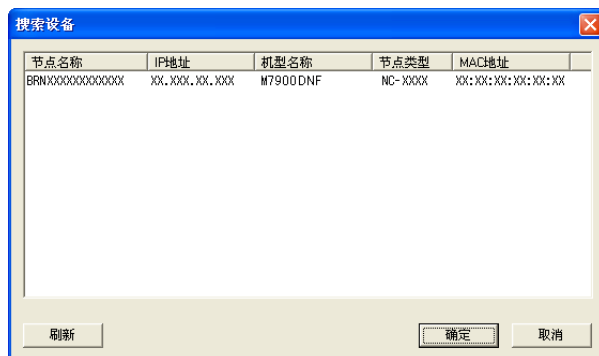 搜索设备
节点名称 IP地址 机型名称 节点类型 MAC地址
BRNXXXXXXXXXXXX XX.XXX.XX.XXX M7900DNF NC-XXXX XX:XX:XX:XX:XX:XX
刷新 确定 取消